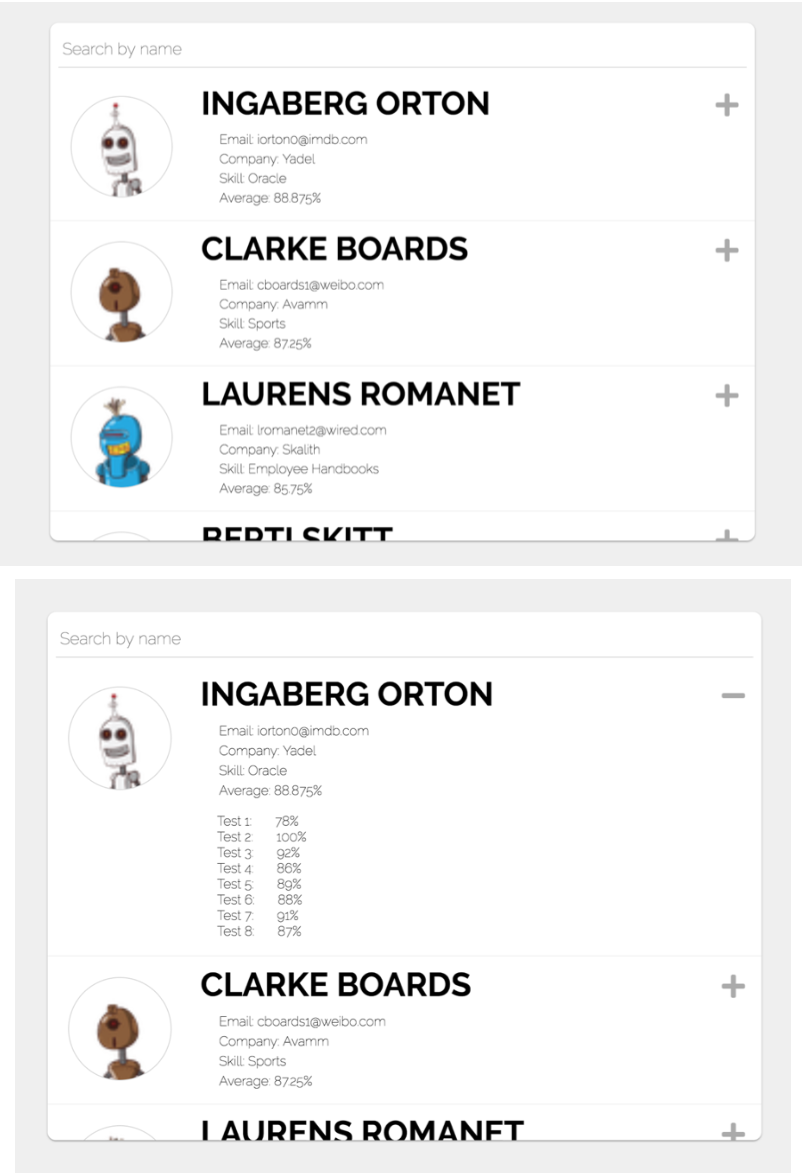 Search by name
INGABERG ORTON
Email: iorton0@imdb.com
Company: Yadel
Skill: Oracle
Average: 88.875%
CLARKE BOARDS
Email: cboards1@weibo.com
Company: Avamm
Skill: Sports
Average: 87.25%
LAURENS ROMANET
Email: lromanet2@wired.com
Company: Skalith
Skill: Employee Handbooks
Average: 85.75%
BERTI SKITT
Search by name
INGABERG ORTON
Email: iorton0@imdb.com
Company: Yadel
Skill: Oracle
Average: 88.875%
Test 1: 78%
Test 2: 100%
Test 3: 92%
Test 4: 86%
Test 5: 89%
Test 6: 88%
Test 7: 91%
Test 8: 87%
CLARKE BOARDS
Email: cboards1@weibo.com
Company: Avamm
Skill: Sports
Average: 87.25%
LAURENS ROMANET